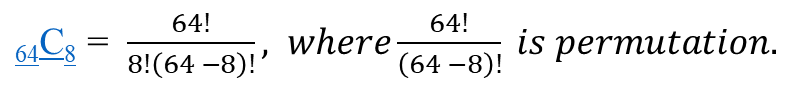 ₆₄C₈ = 64! / 8!(64 –8)!, where 64! / (64 –8)! is permutation.